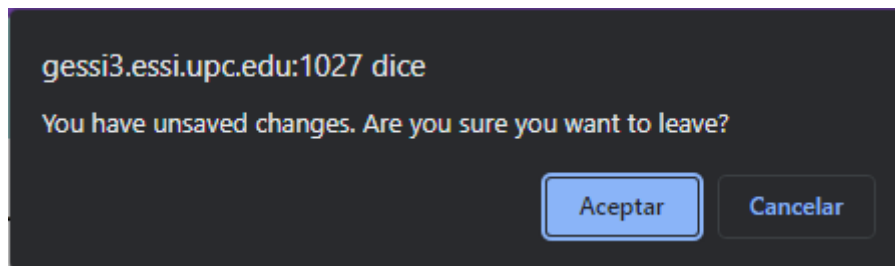 gessi3.essi.upc.edu:1027 dice
You have unsaved changes. Are you sure you want to leave?
Aceptar Cancelar